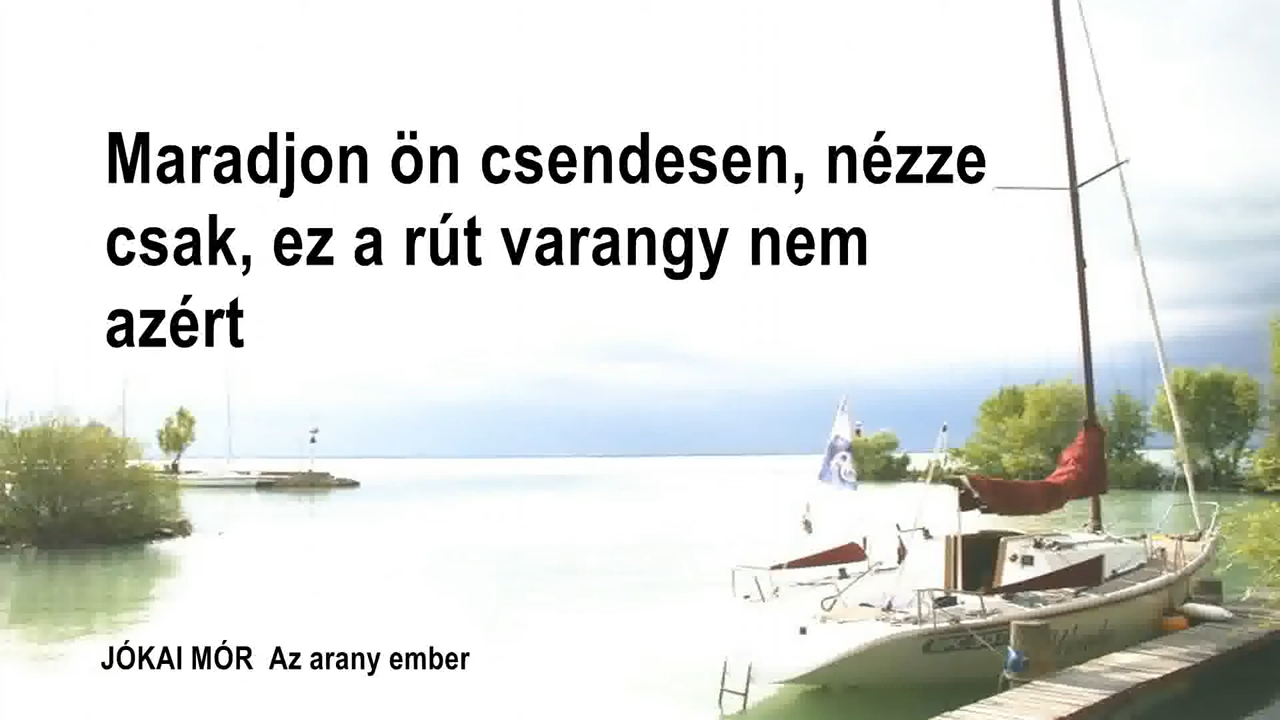 Maradjon ön csendesen, nézze
csak, ez a rút varangy nem
azért
JÓKAI MÓR  Az arany ember